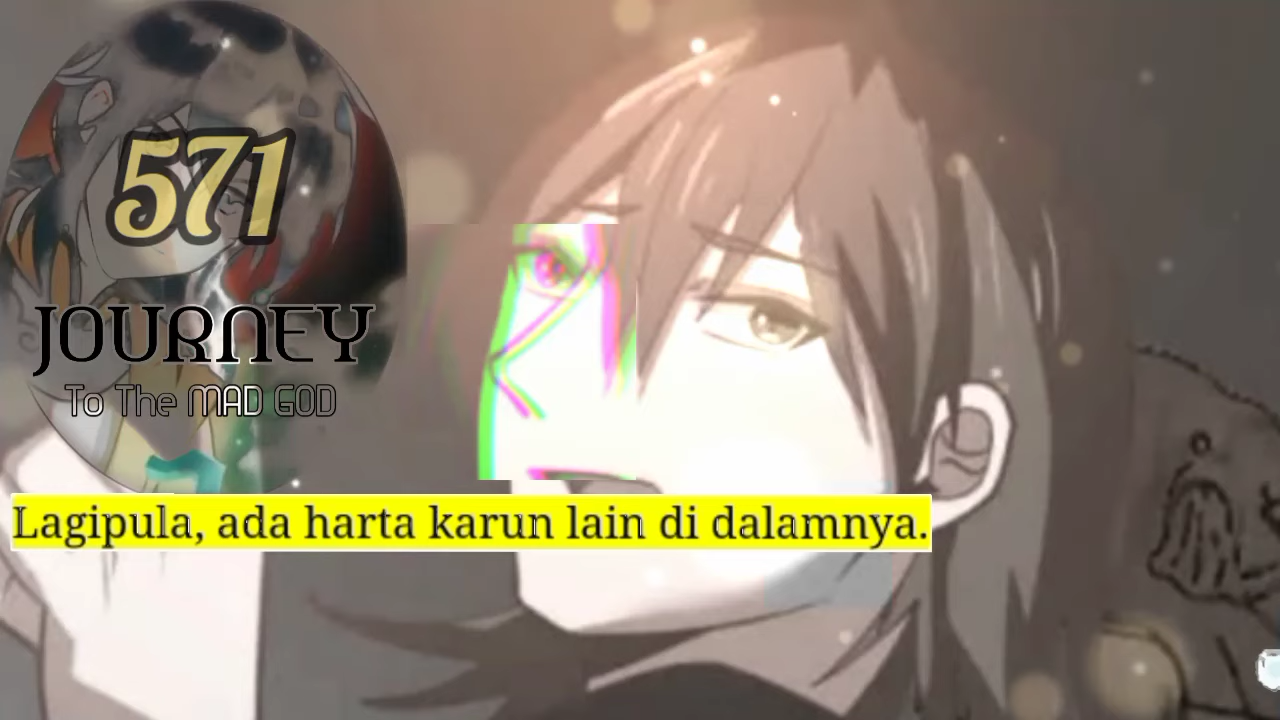 571
JOURNEY
To The MAD GOD
Lagipula, ada harta karun lain di dalamnya.